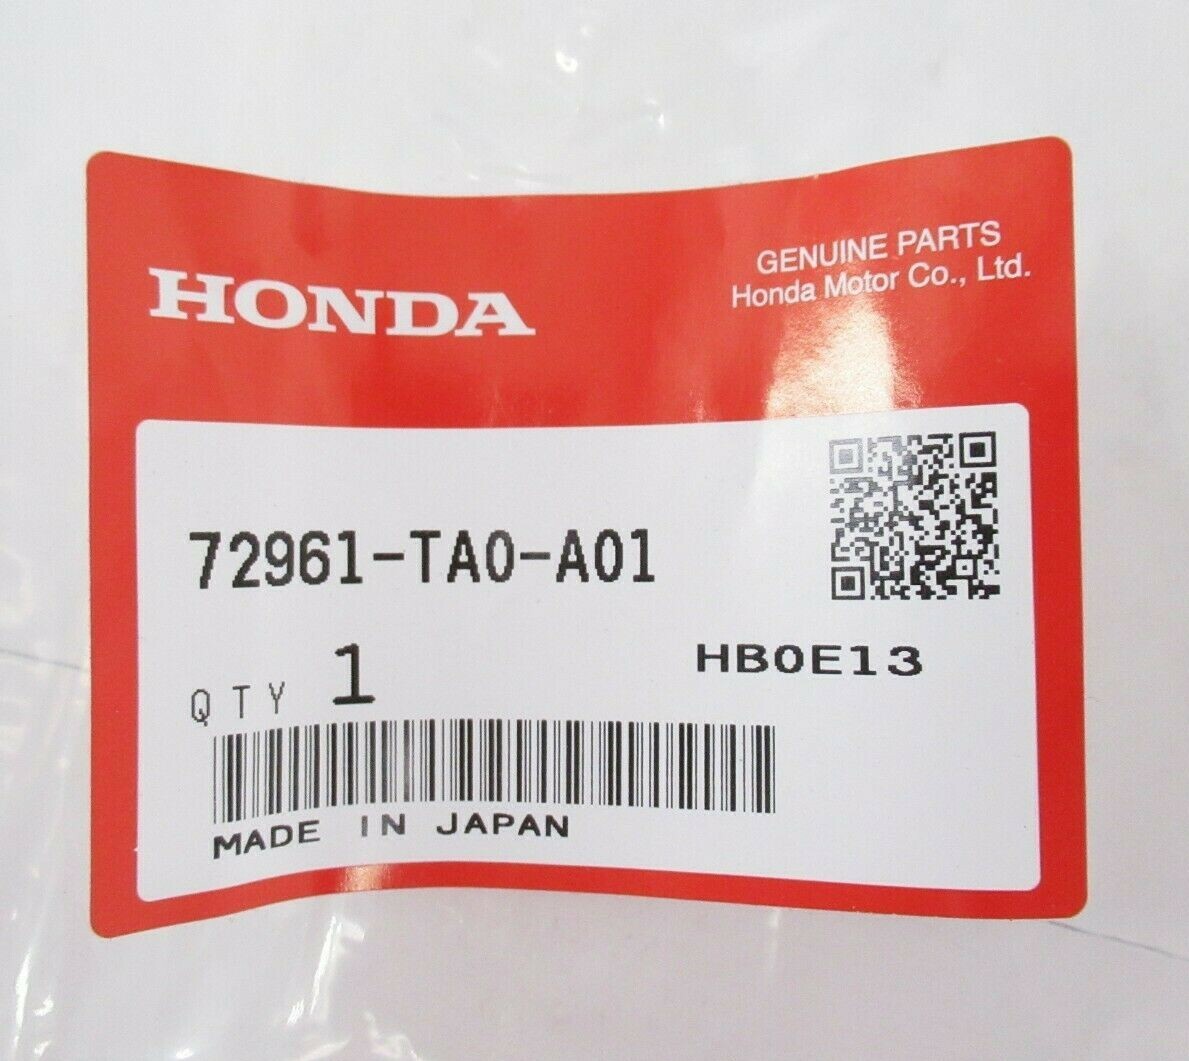 HONDA
GENUINE PARTS
Honda Motor Co., Ltd.
72961-TA0-A01
QTY 1
HB0E13
MADE IN JAPAN